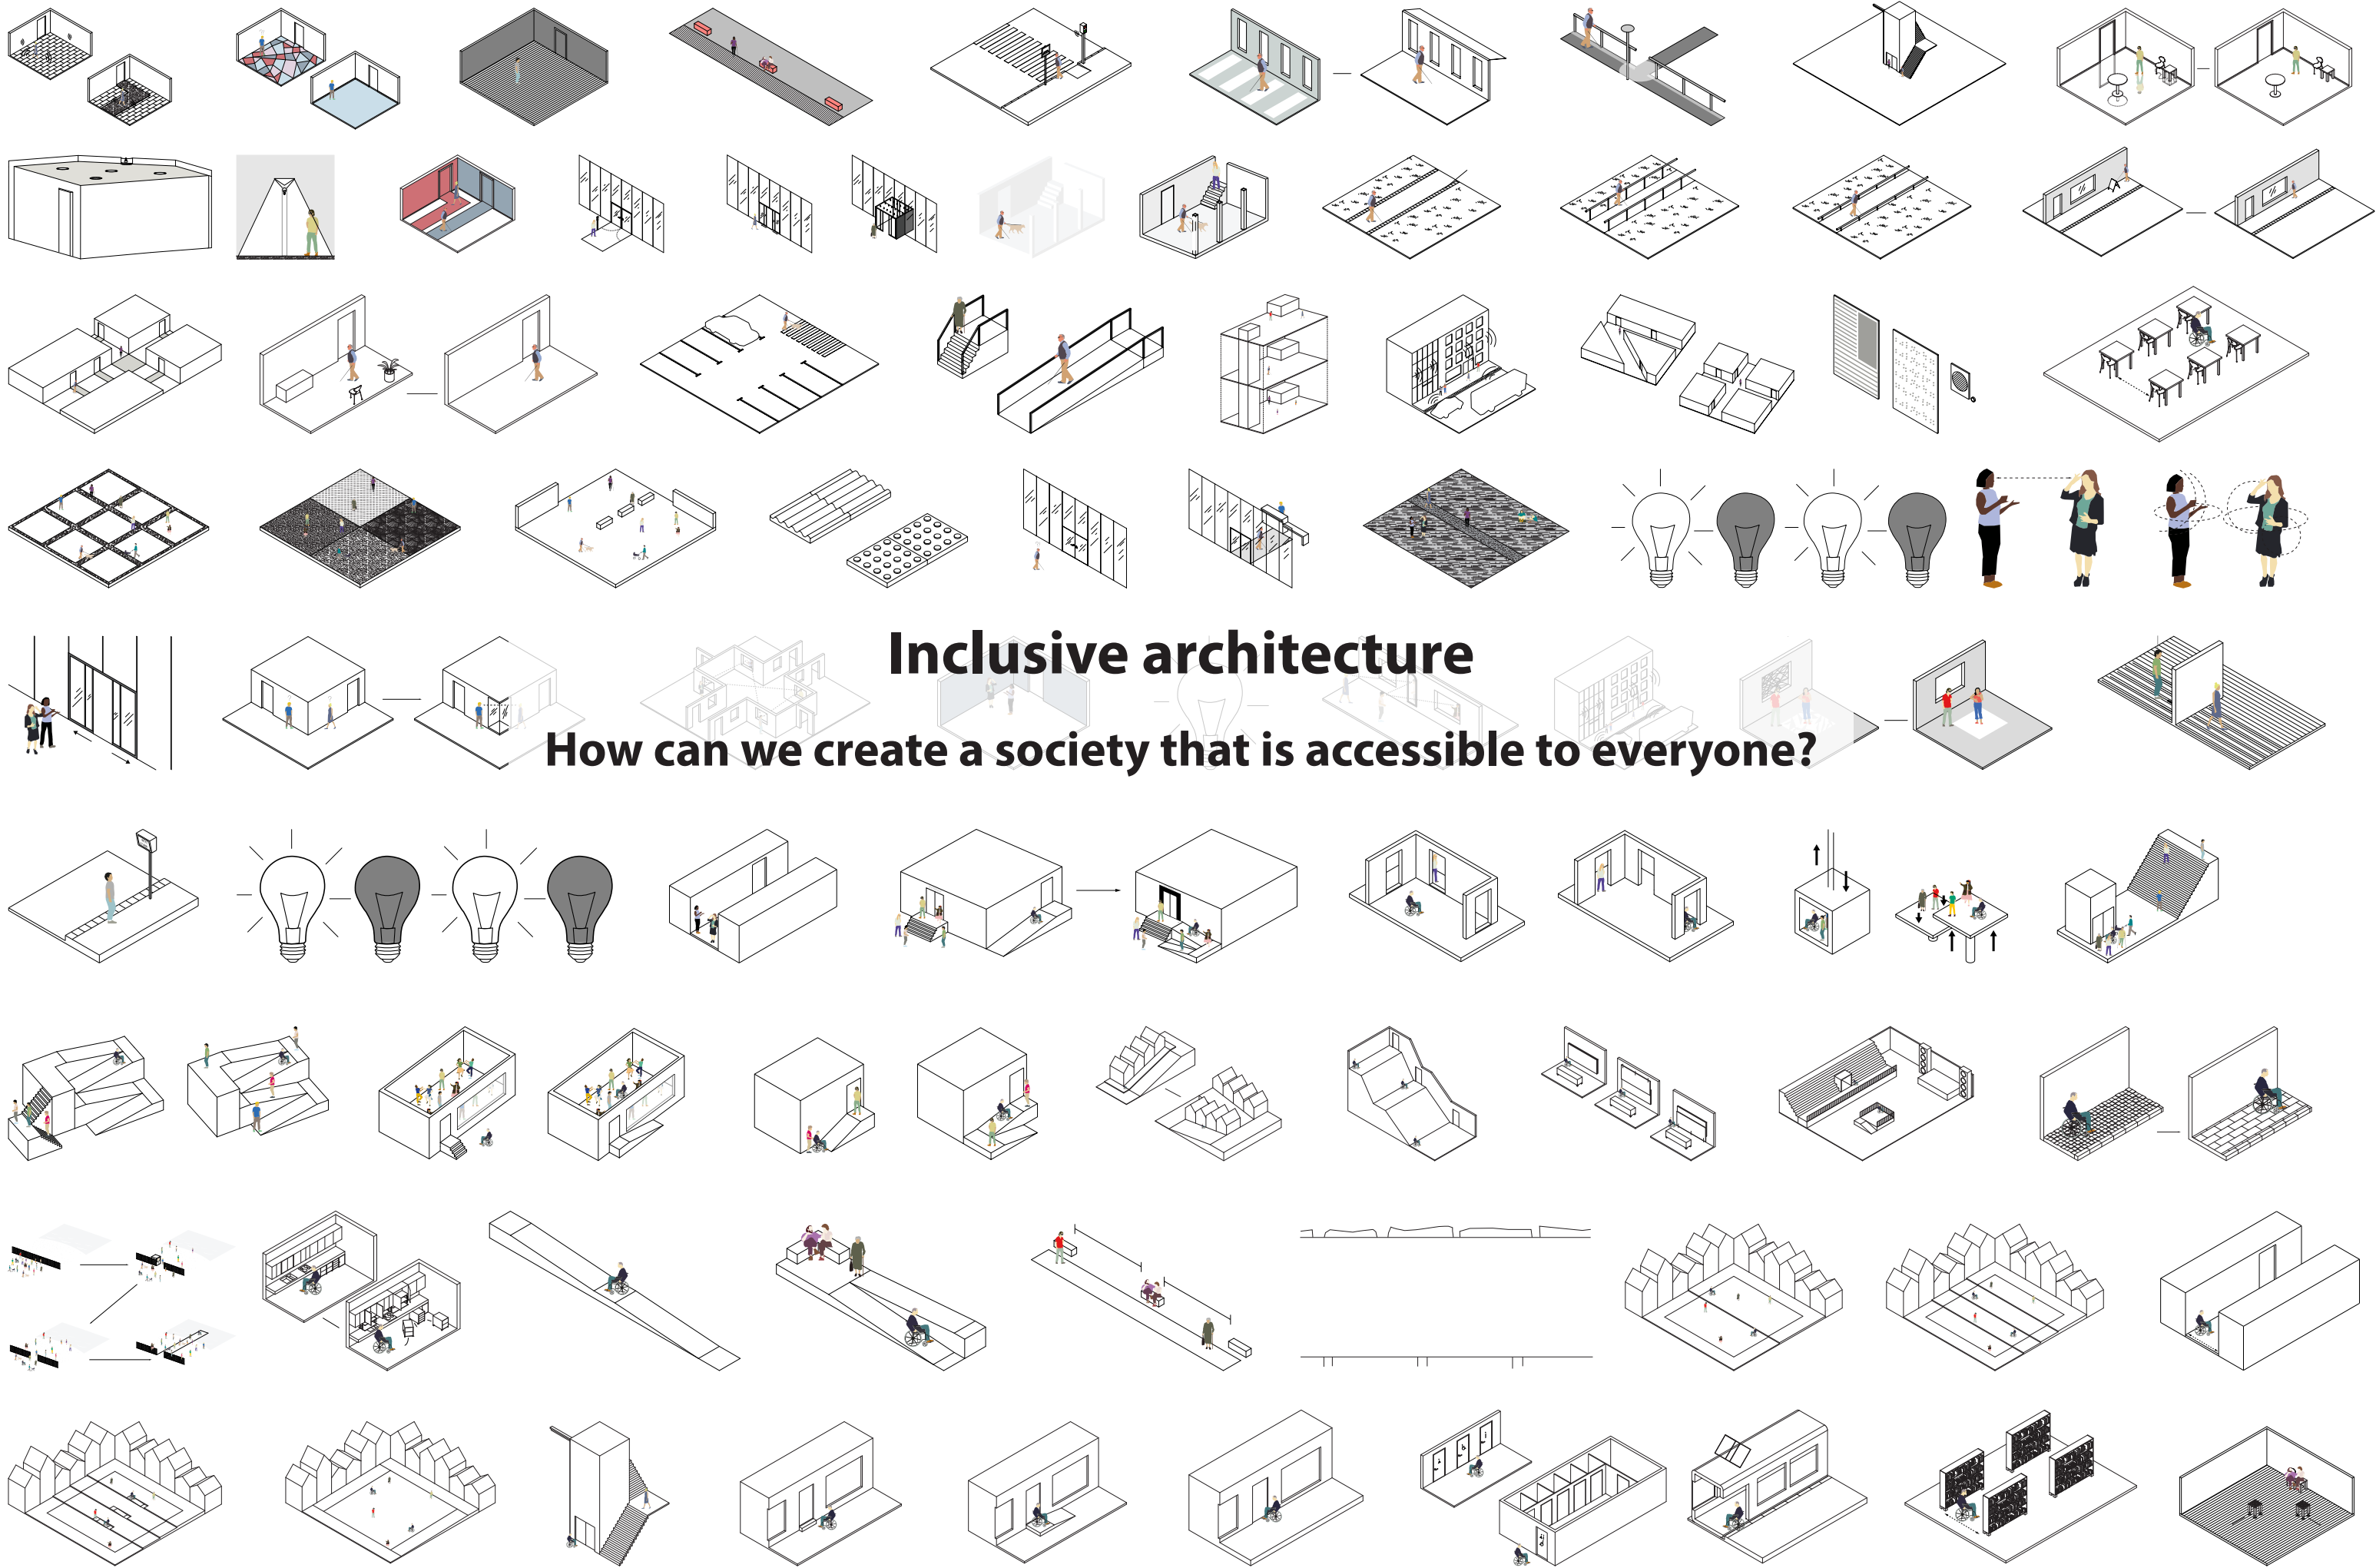 Inclusive architecture
How can we create a society that is accessible to everyone?